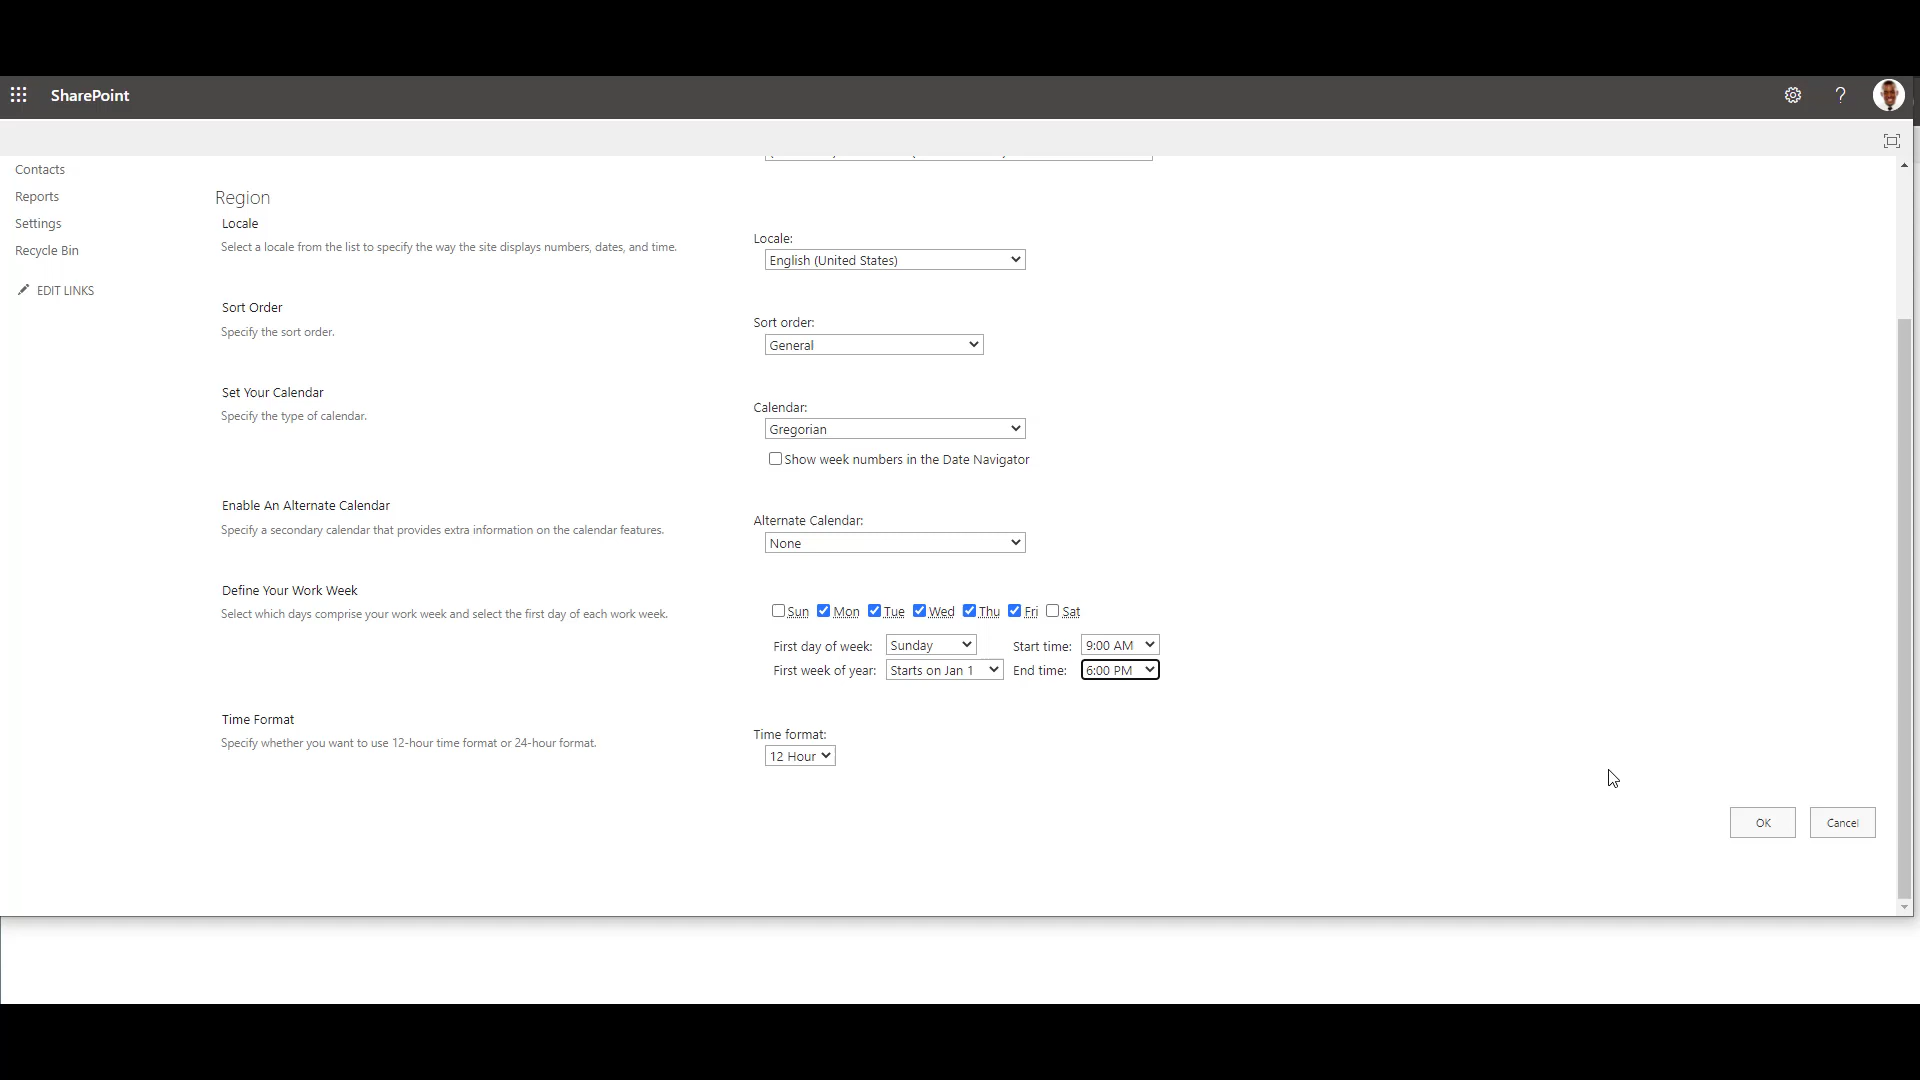 SharePoint
?
Contacts
Reports
Settings
Recycle Bin
EDIT LINKS
Region
Locale
Select a locale from the list to specify the way the site displays numbers, dates, and time.
Locale:
English (United States)
Sort Order
Specify the sort order.
Sort order:
General
Set Your Calendar
Specify the type of calendar.
Calendar:
Gregorian
Show week numbers in the Date Navigator
Enable An Alternate Calendar
Specify a secondary calendar that provides extra information on the calendar features.
Alternate Calendar:
None
Define Your Work Week
Select which days comprise your work week and select the first day of each work week.
Sun Mon Tue Wed Thu Fri Sat
First day of week: Sunday Start time: 9:00 AM
First week of year: Starts on Jan 1 End time: 6:00 PM
Time Format
Specify whether you want to use 12-hour time format or 24-hour format.
Time format:
12 Hour
OK Cancel